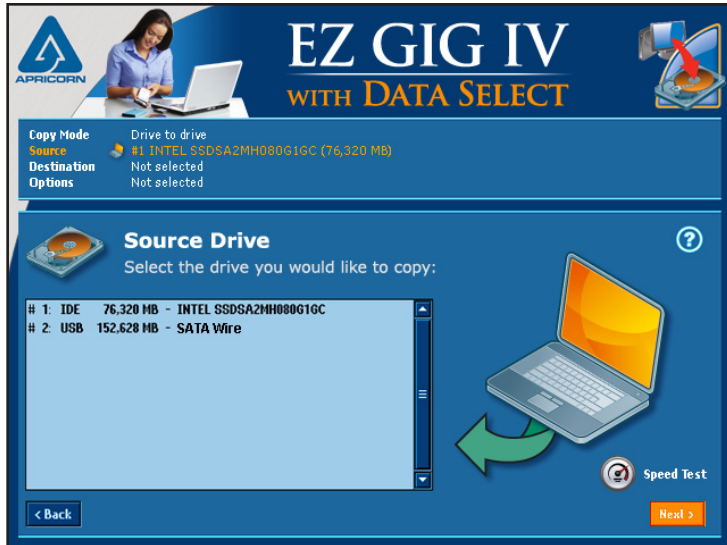 APRICORN
EZ GIG IV
WITH DATA SELECT
Copy Mode Drive to drive
Source #1 INTEL SSDSA2MH080G1GC (76,320 MB)
Destination Not selected
Options Not selected
Source Drive
Select the drive you would like to copy:
?
# 1: IDE 76,320 MB - INTEL SSDSA2MH080G1GC
# 2: USB 152,628 MB - SATA Wire
Speed Test
< Back
Next >